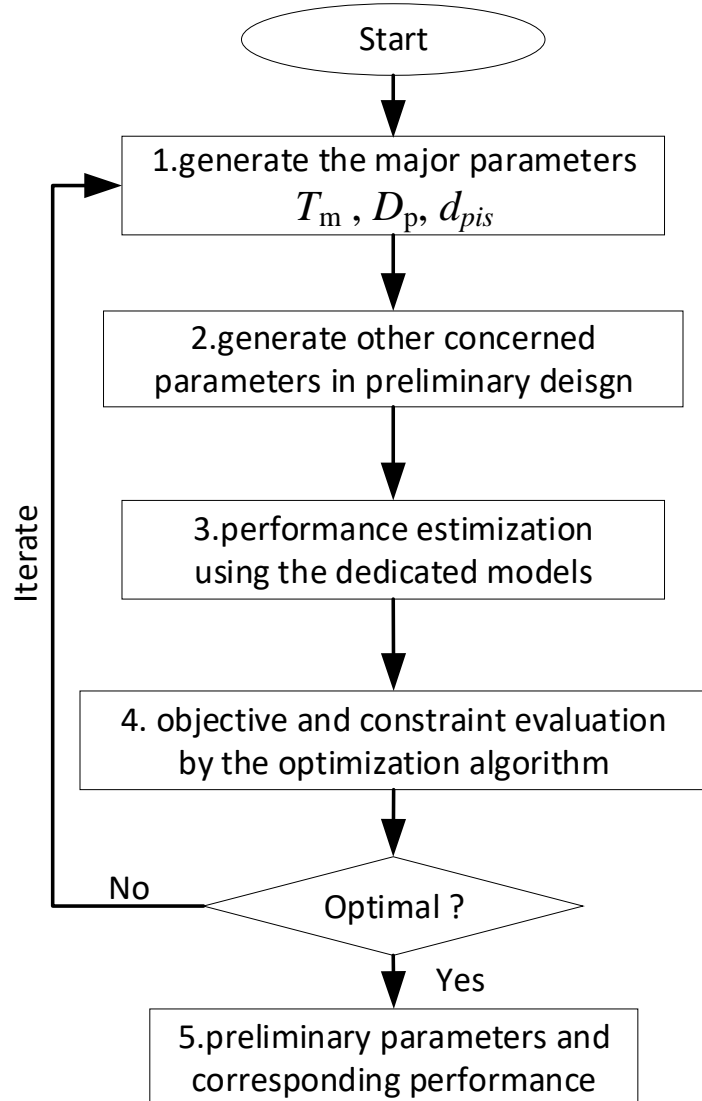 Start
1.generate the major parameters
Tm , Dp, dpis
2.generate other concerned
parameters in preliminary deisgn
3.performance estimization
using the dedicated models
Iterate
4. objective and constraint evaluation
by the optimization algorithm
No
Optimal ?
Yes
5.preliminary parameters and
corresponding performance